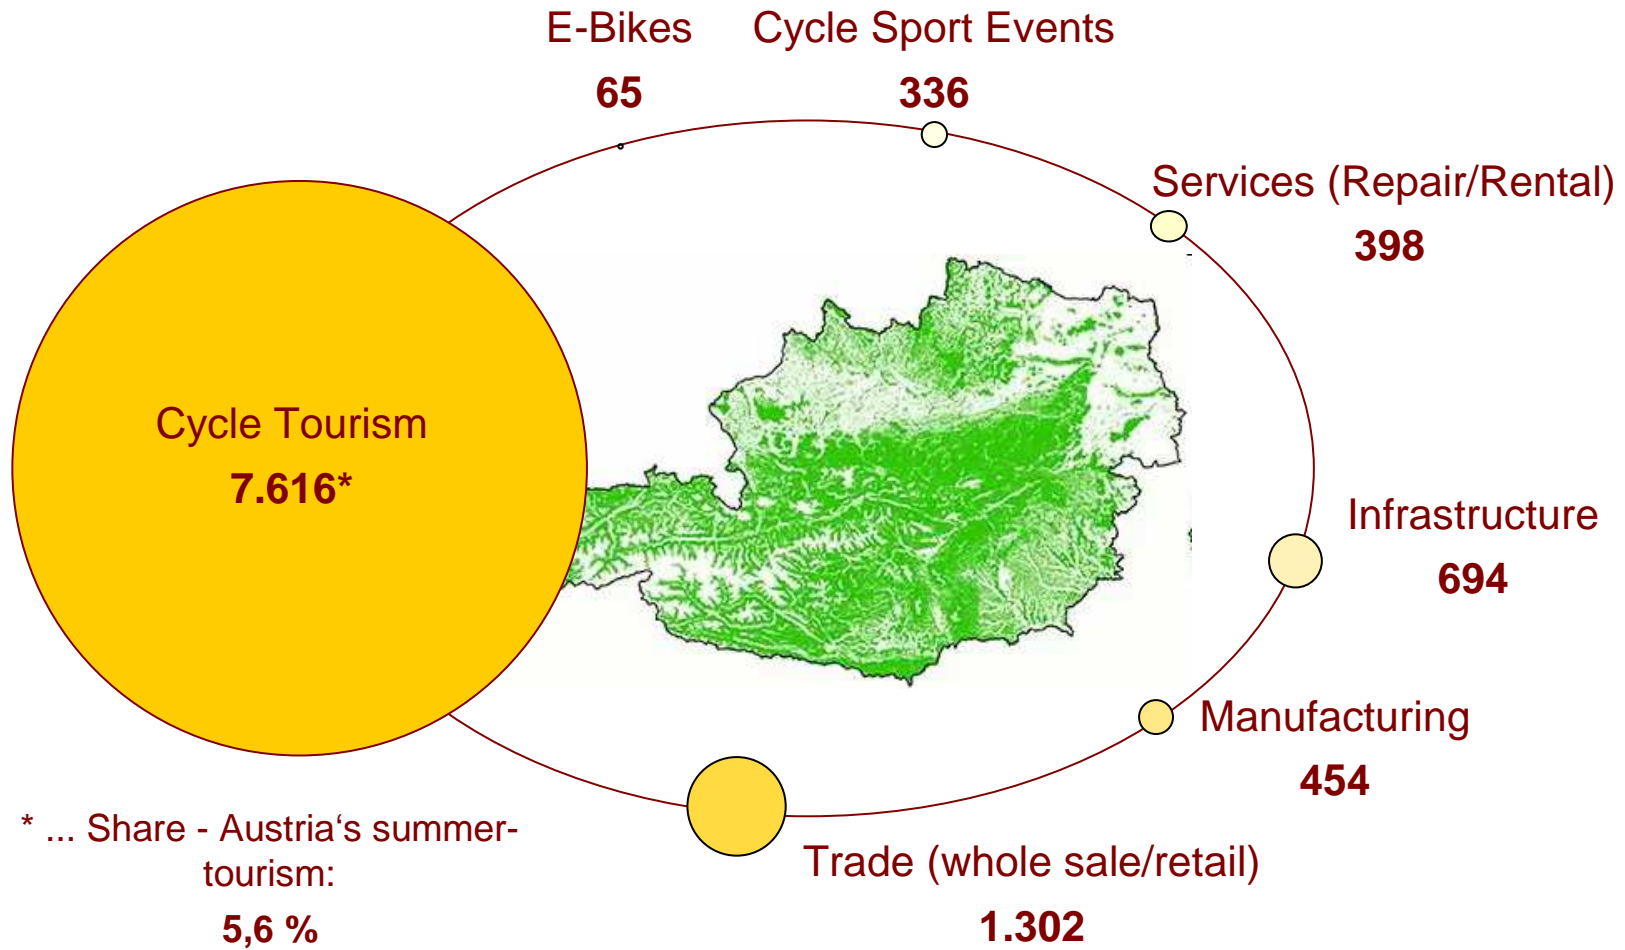 E-Bikes
65
Cycle Sport Events
336
Services (Repair/Rental)
398
Cycle Tourism
7.616*
Infrastructure
694
Manufacturing
454
Trade (whole sale/retail)
1.302
* ... Share - Austria‘s summer-
tourism:
5,6 %